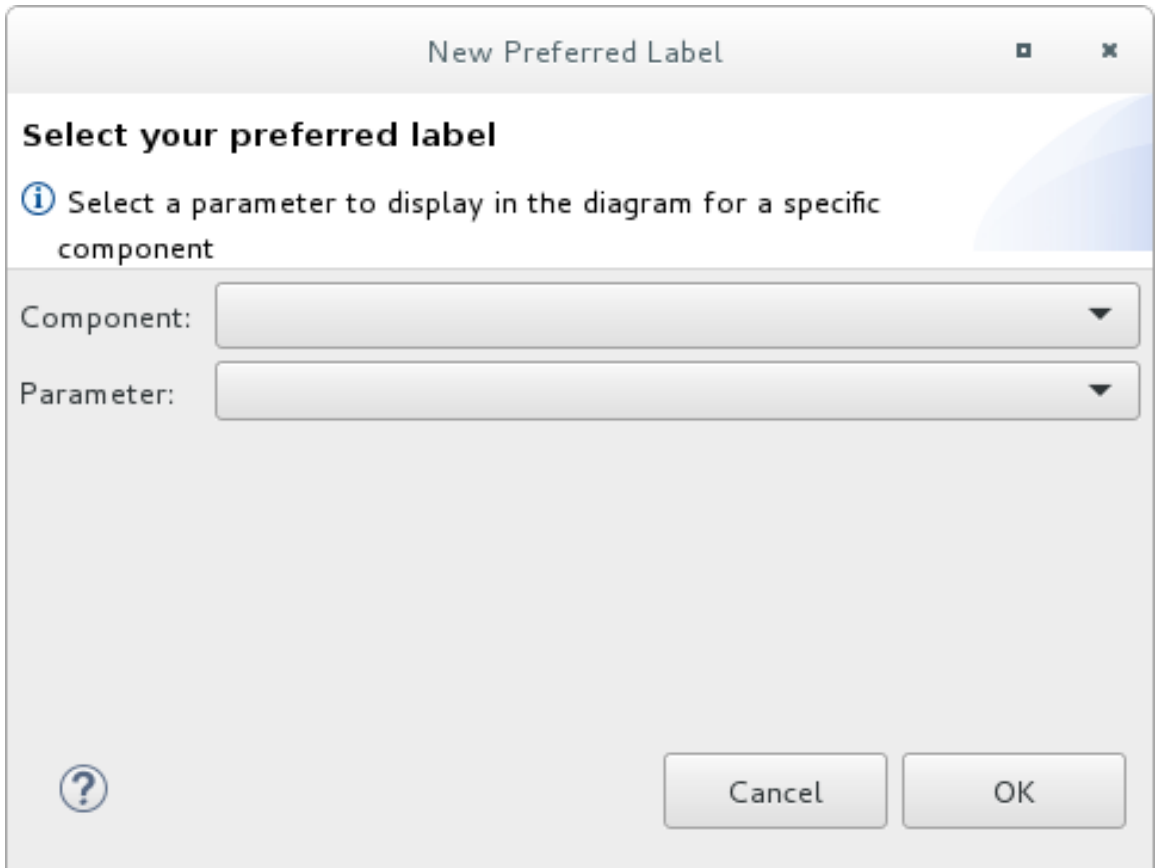 New Preferred Label
Select your preferred label
Select a parameter to display in the diagram for a specific
component
Component:
Parameter:
Cancel
OK